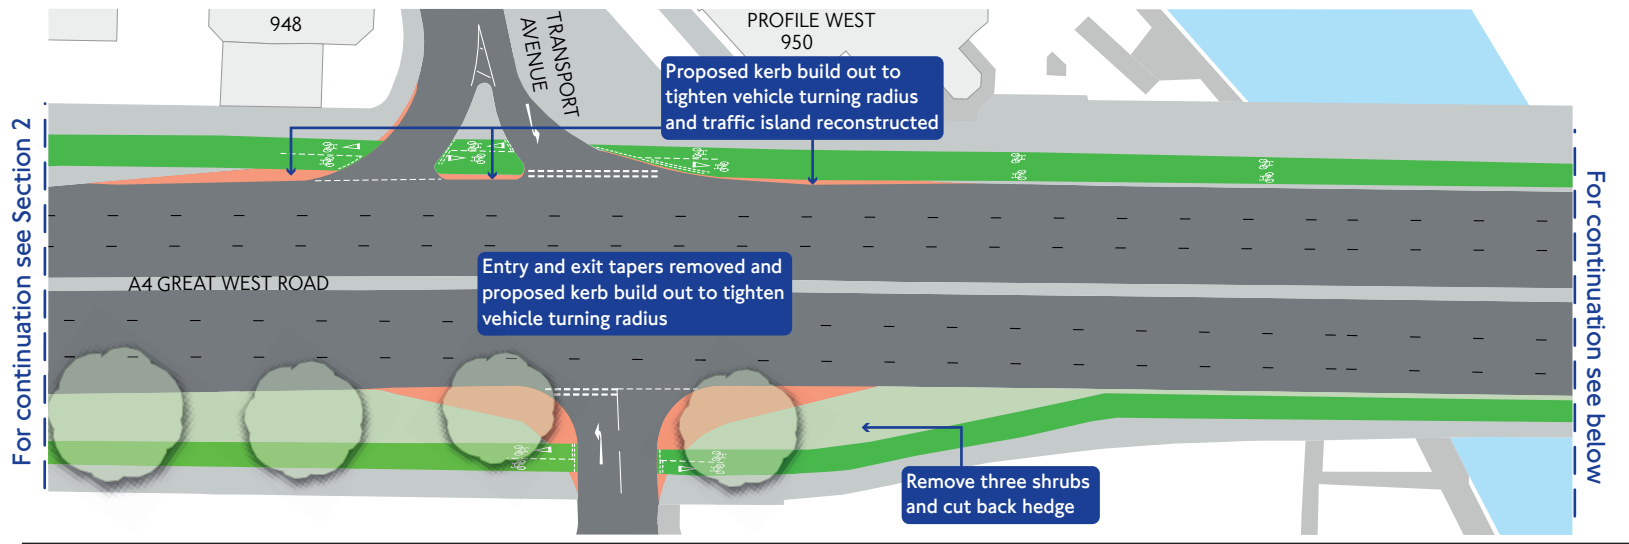 948
TRANSPORT
AVENUE
PROFILE WEST
950
Proposed kerb build out to
tighten vehicle turning radius
and traffic island reconstructed
For continuation see Section 2
For continuation see below
Entry and exit tapers removed and
proposed kerb build out to tighten
vehicle turning radius
A4 GREAT WEST ROAD
Remove three shrubs
and cut back hedge